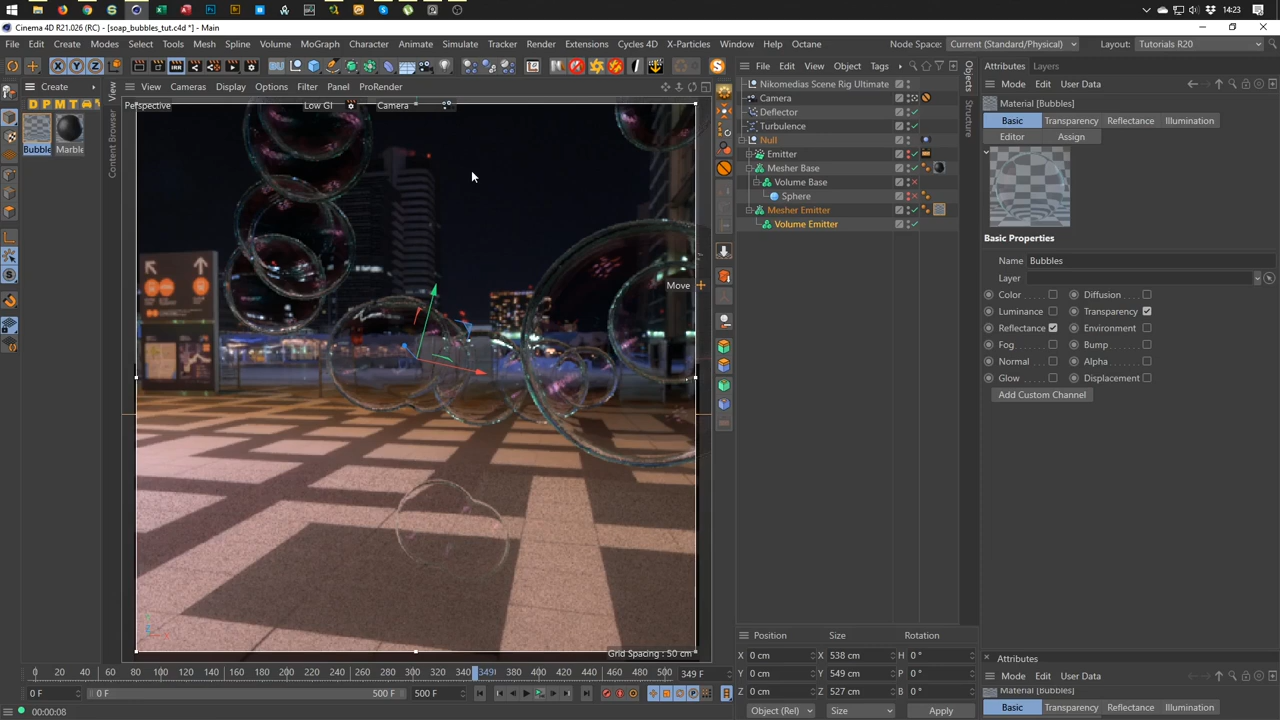 14:23
Cinema 4D R21.026 (RC) - [soap_bubbles_tut.c4d *] - Main
File Edit Create Modes Select Tools Mesh Spline Volume MoGraph Character Animate Simulate Tracker Render Extensions Cycles 4D X-Particles Window Help Octane Node Space: Current (Standard/Physical) Layout: Tutorials R20
X Y Z
Create
D P M T
Bubble Marble
View
Content Browser
View Cameras Display Options Filter Panel ProRender
Perspective Low GI Camera
Move
Grid Spacing : 50 cm
File Edit View Object Tags
Nikomedias Scene Rig Ultimate
Camera
Deflector
Turbulence
Null
Emitter
Mesher Base
Volume Base
Sphere
Mesher Emitter
Volume Emitter
Objects
Structure
Attributes Layers
Mode Edit User Data
Material [Bubbles]
Basic Transparency Reflectance Illumination
Editor Assign
Basic Properties
Name Bubbles
Layer
Color Diffusion
Luminance Transparency
Reflectance Environment
Fog Bump
Normal Alpha
Glow Displacement
Add Custom Channel
Position Size Rotation
X 0 cm X 538 cm H 0 °
Y 0 cm Y 549 cm P 0 °
Z 0 cm Z 527 cm B 0 °
Object (Rel) Size Apply
Attributes
Mode Edit User Data
Material [Bubbles]
Basic Transparency Reflectance Illumination
0 20 40 60 80 100 120 140 160 180 200 220 240 260 280 300 320 340 349 380 400 420 440 460 480 500 349 F
0 F 0 F 500 F 500 F
00:00:08